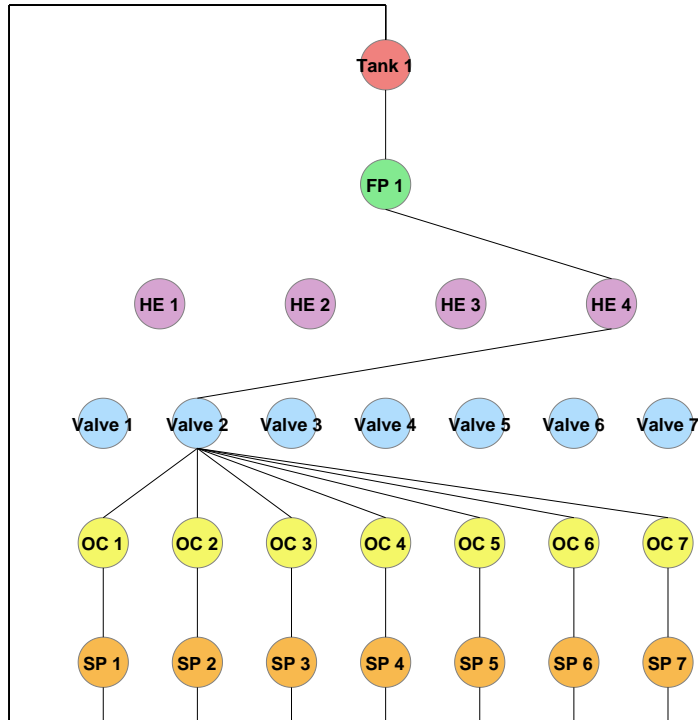 Tank 1
FP 1
HE 1 HE 2 HE 3 HE 4
Valve 1 Valve 2 Valve 3 Valve 4 Valve 5 Valve 6 Valve 7
OC 1 OC 2 OC 3 OC 4 OC 5 OC 6 OC 7
SP 1 SP 2 SP 3 SP 4 SP 5 SP 6 SP 7